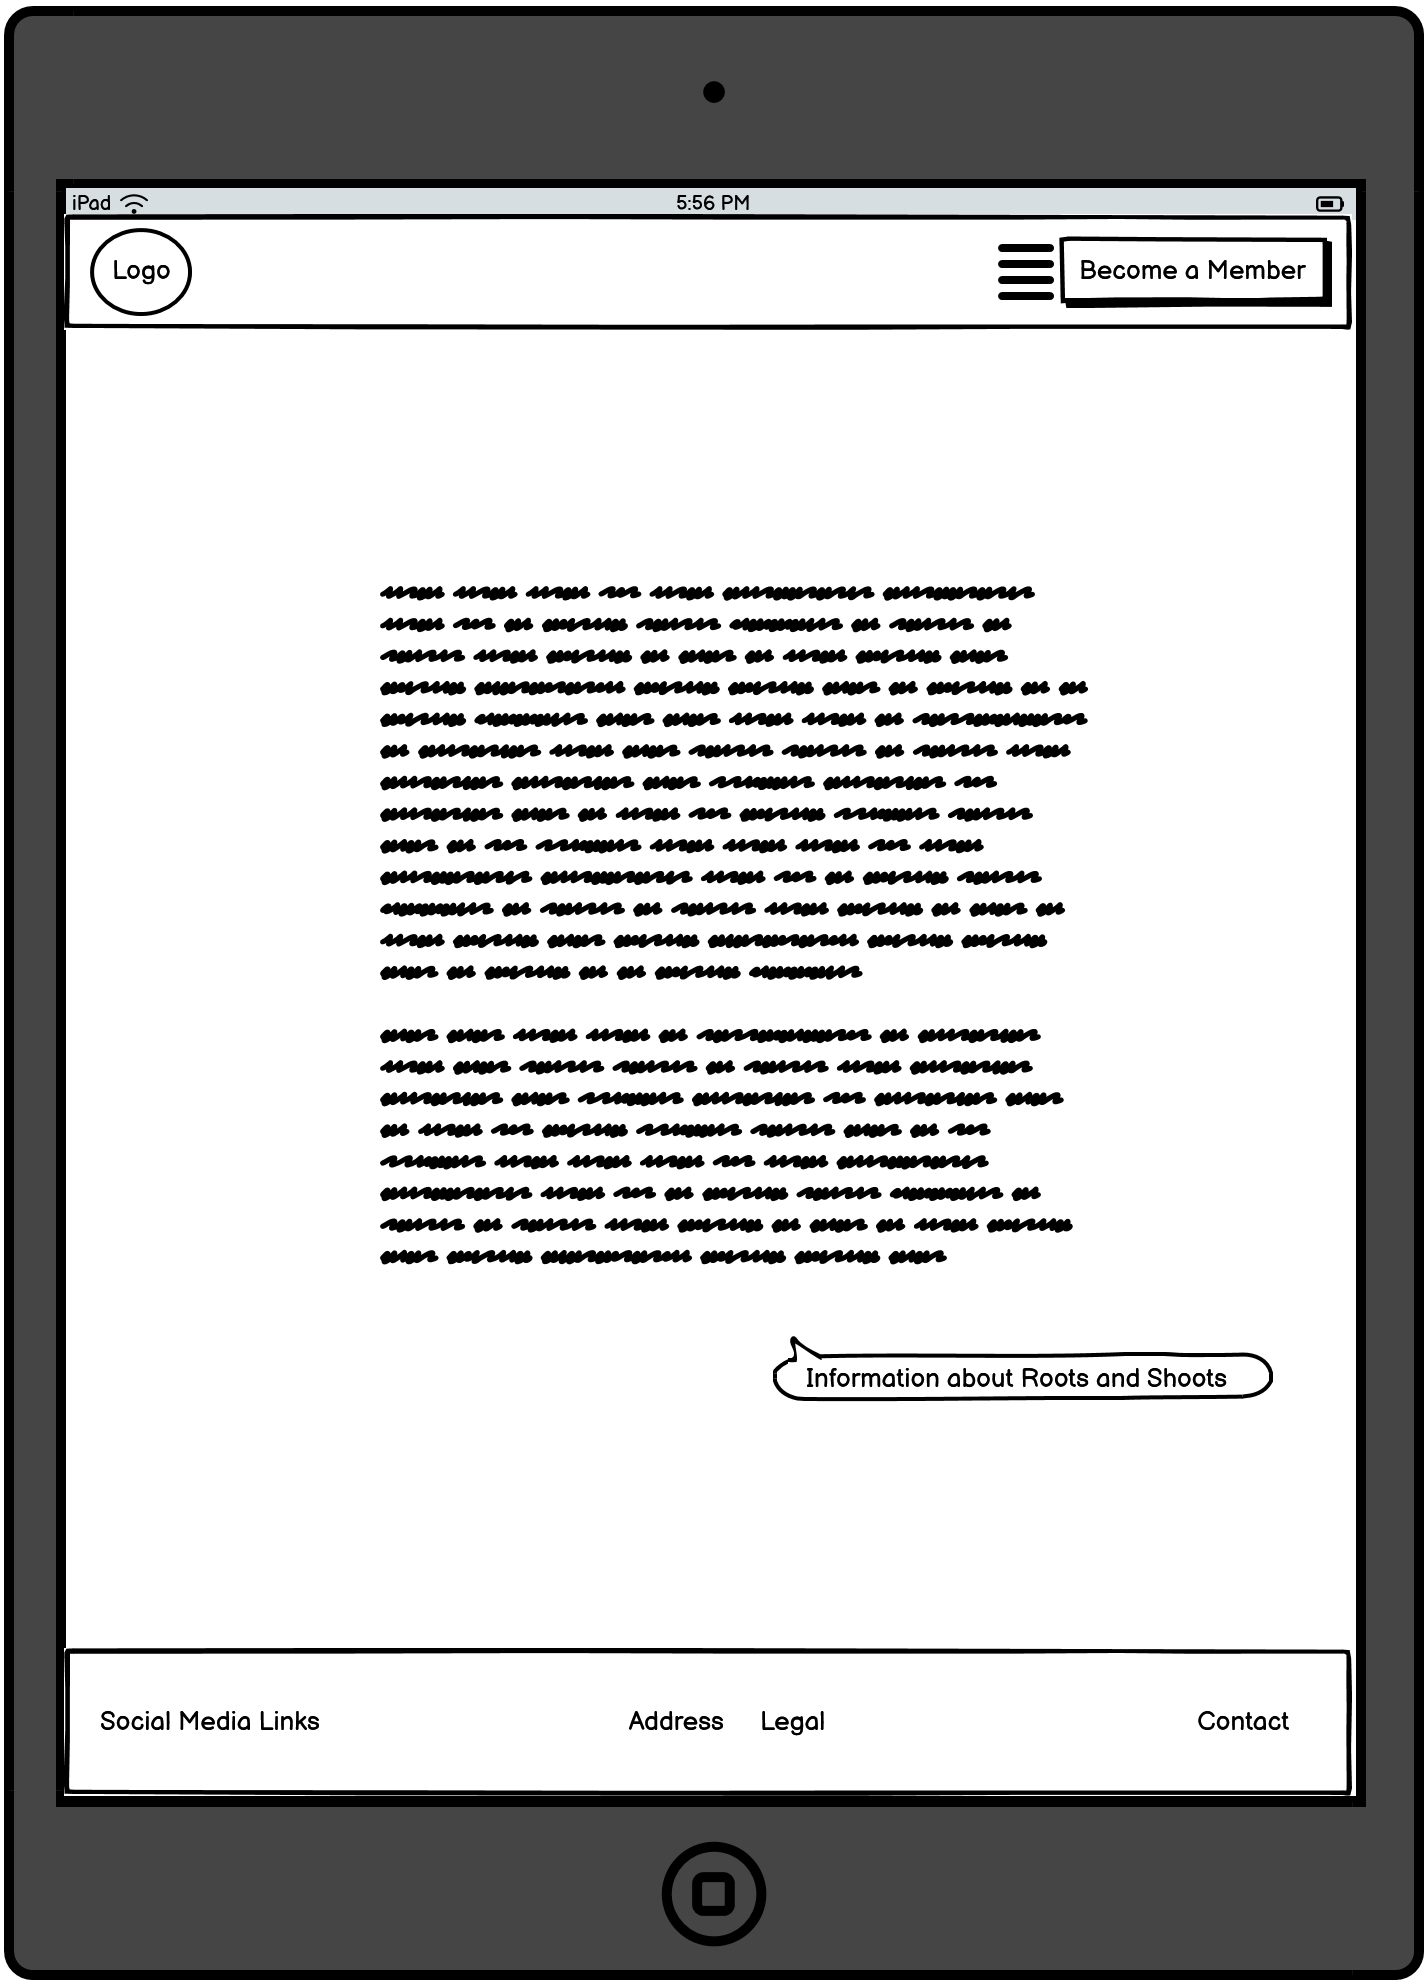 iPad 5:56 PM
Logo Become a Member
Information about Roots and Shoots
Social Media Links Address Legal Contact